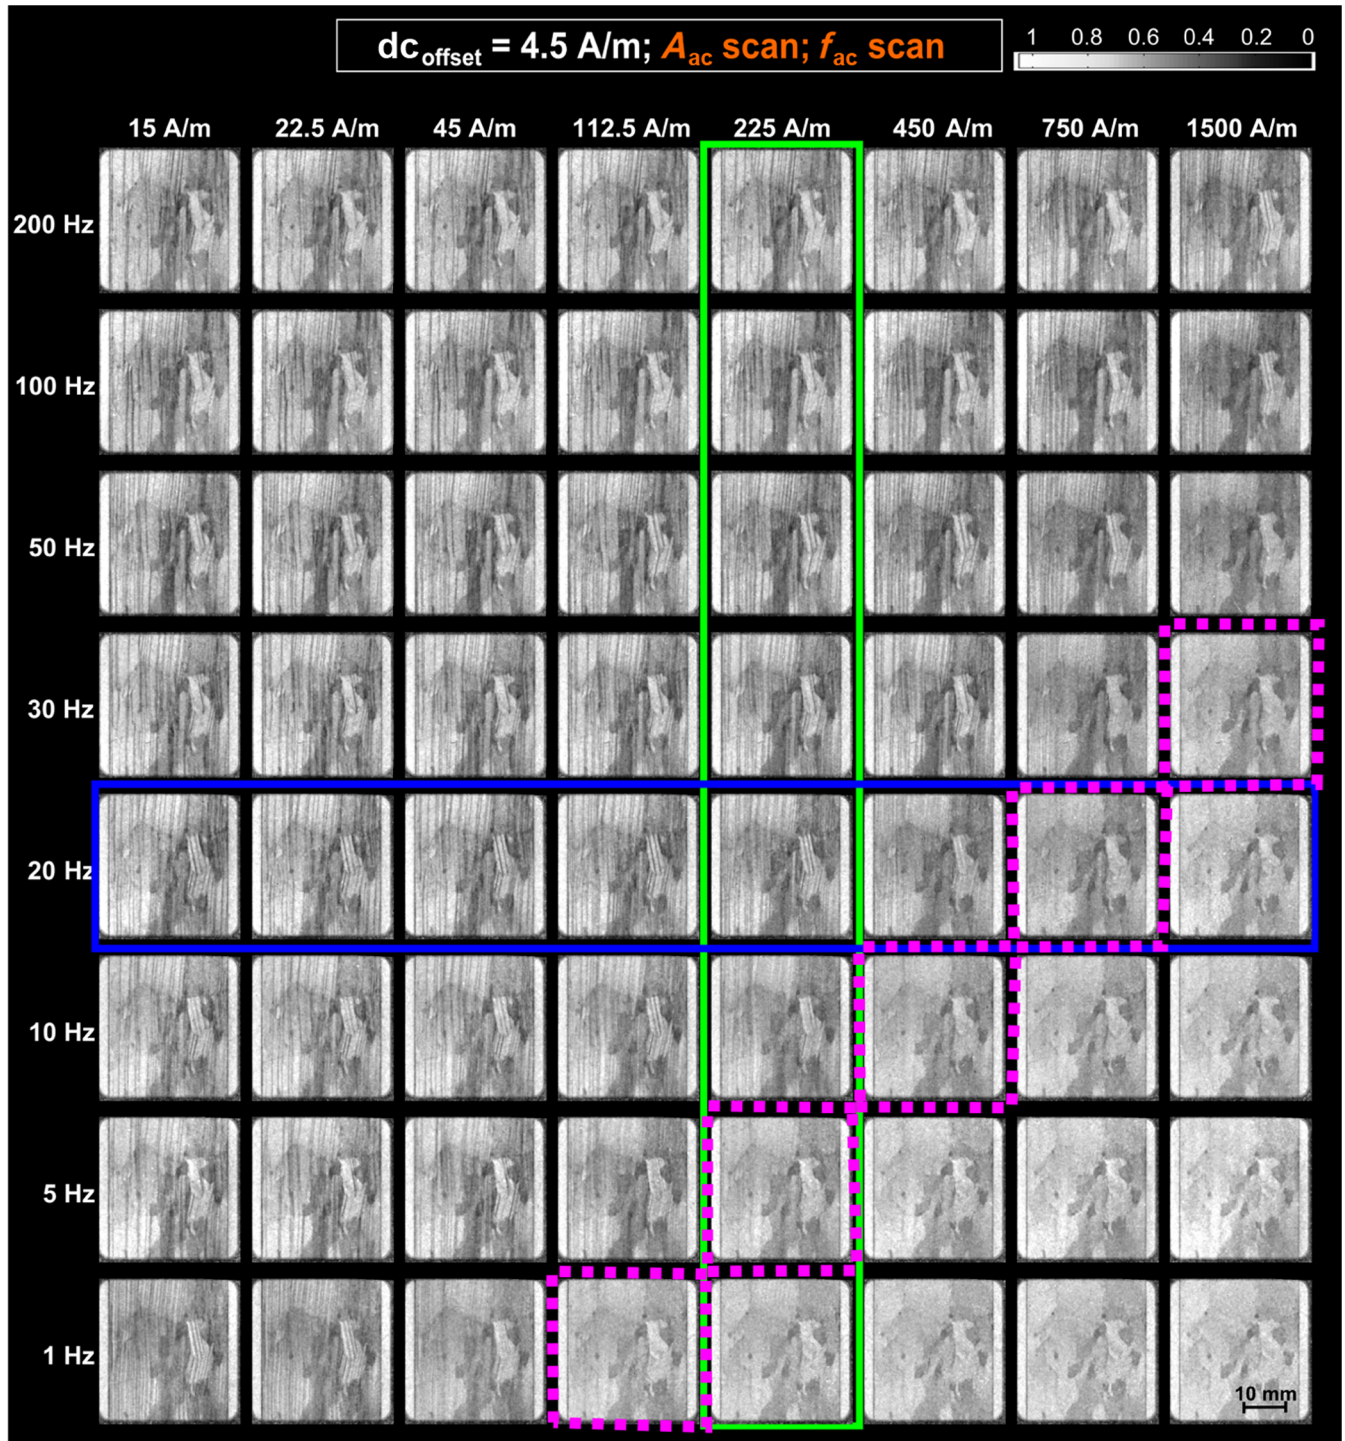 dcoffset = 4.5 A/m; Aac scan; fac scan
1 0.8 0.6 0.4 0.2 0
15 A/m 22.5 A/m 45 A/m 112.5 A/m 225 A/m 450 A/m 750 A/m 1500 A/m
200 Hz
100 Hz
50 Hz
30 Hz
20 Hz
10 Hz
5 Hz
1 Hz
10 mm